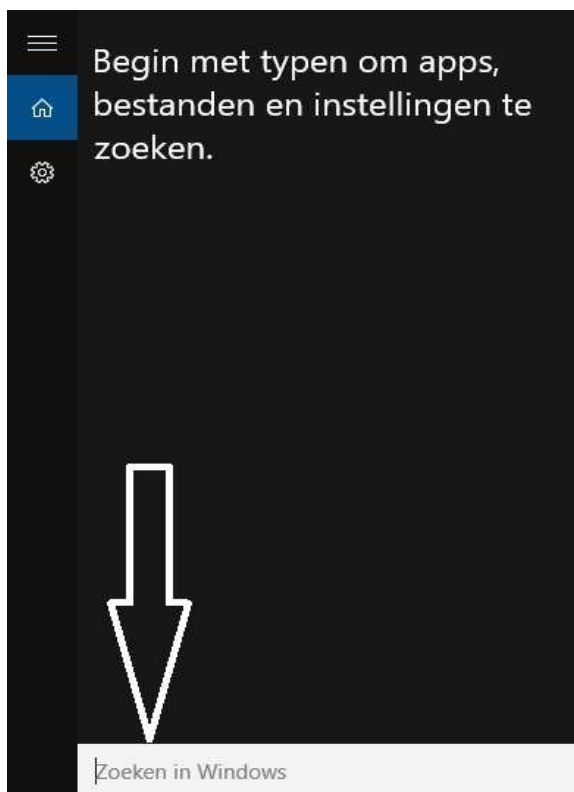 Begin met typen om apps,
bestanden en instellingen te
zoeken.
Zoeken in Windows